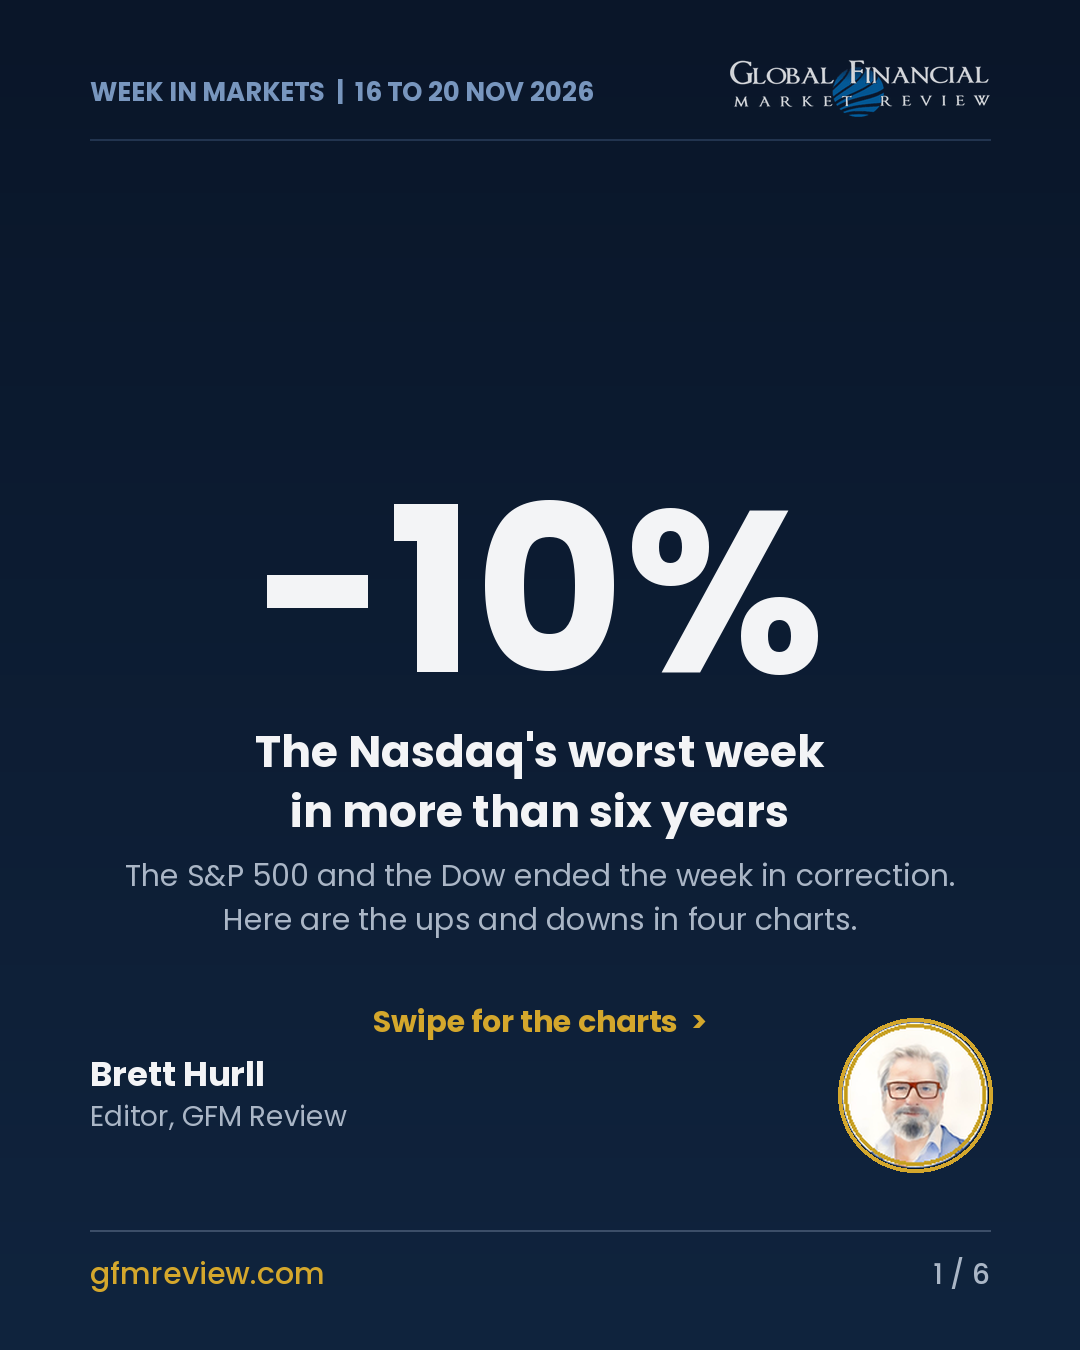 WEEK IN MARKETS | 16 TO 20 NOV 2026
GLOBAL FINANCIAL
MARKET REVIEW
-10%
The Nasdaq's worst week
in more than six years
The S&P 500 and the Dow ended the week in correction.
Here are the ups and downs in four charts.
Swipe for the charts >
Brett Hurll
Editor, GFM Review
gfmreview.com
1 / 6